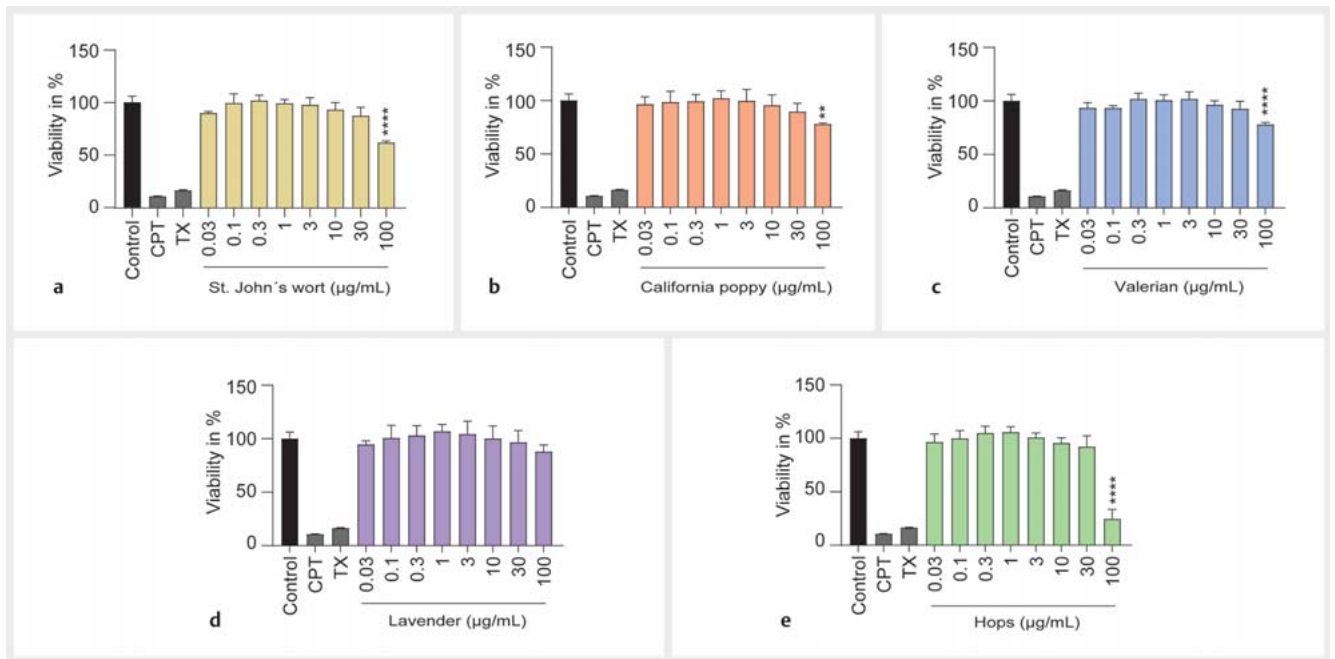 150
100
50
0
Viability in %
****
Control
CPT
TX
0.03
0.1
0.3
1
3
10
30
100
St. John´s wort (µg/mL)
a
150
100
50
0
Viability in %
**
Control
CPT
TX
0.03
0.1
0.3
1
3
10
30
100
California poppy (µg/mL)
b
150
100
50
0
Viability in %
****
Control
CPT
TX
0.03
0.1
0.3
1
3
10
30
100
Valerian (µg/mL)
c
150
100
50
0
Viability in %
Control
CPT
TX
0.03
0.1
0.3
1
3
10
30
100
Lavender (µg/mL)
d
150
100
50
0
Viability in %
****
Control
CPT
TX
0.03
0.1
0.3
1
3
10
30
100
Hops (µg/mL)
e